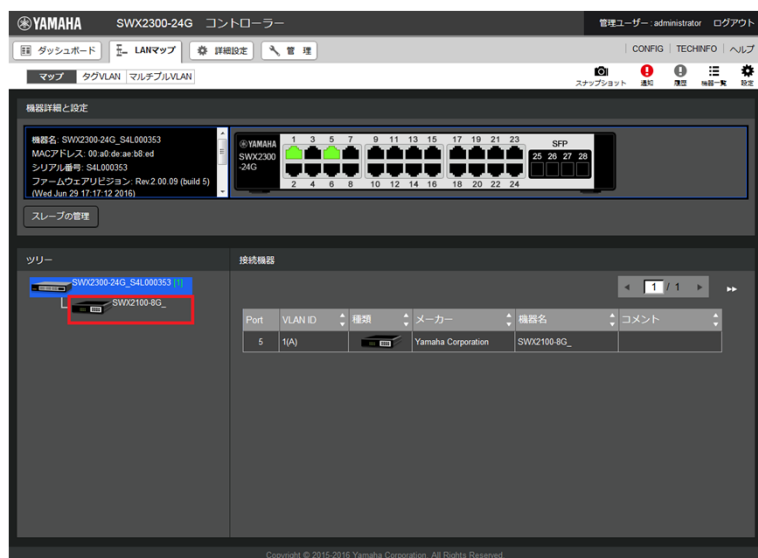 YAMAHA SWX2300-24G コントローラー 管理ユーザー : administrator ログアウト
ダッシュボード LANマップ 詳細設定 管 理 CONFIG TECHINFO ヘルプ
マップ タグVLAN マルチプルVLAN スナップショット 通知 履歴 機器一覧 設定
機器詳細と設定
機器名: SWX2300-24G_S4L000353
MACアドレス: 00:a0:de:ae:b8:ed
シリアル番号: S4L000353
ファームウェアリビジョン: Rev.2.00.09 (build 5)
(Wed Jun 29 17:17:12 2016)
YAMAHA
SWX2300
-24G
1 3 5 7 9 11 13 15 17 19 21 23 SFP
25 26 27 28
2 4 6 8 10 12 14 16 18 20 22 24
スレーブの管理
ツリー
SWX2300-24G_S4L000353 [1]
SWX2100-8G_
接続機器
1 / 1
Port VLAN ID 種類 メーカー 機器名 コメント
5 1(A) Yamaha Corporation SWX2100-8G_
Copyright © 2015-2016 Yamaha Corporation. All Rights Reserved.